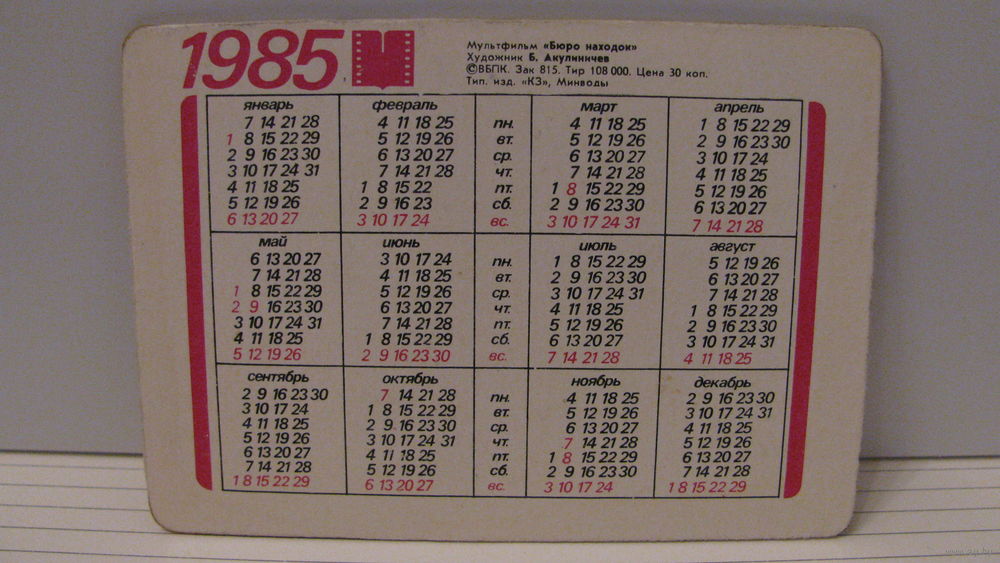 1985
Мультфильм «Бюро находок»
Художник Б. Акулиничев
©ВБПК. Зак 815. Тир 108 000. Цена 30 коп.
Тип. изд. «КЗ», Минводы
январь февраль март апрель
7 14 21 28 4 11 18 25 пн. 4 11 18 25 1 8 15 22 29
1 8 15 22 29 5 12 19 26 вт. 5 12 19 26 2 9 16 23 30
2 9 16 23 30 6 13 20 27 ср. 6 13 20 27 3 10 17 24
3 10 17 24 31 7 14 21 28 чт. 7 14 21 28 4 11 18 25
4 11 18 25 1 8 15 22 пт. 1 8 15 22 29 5 12 19 26
5 12 19 26 2 9 16 23 сб. 2 9 16 23 30 6 13 20 27
6 13 20 27 3 10 17 24 вс. 3 10 17 24 31 7 14 21 28
май июнь июль август
6 13 20 27 3 10 17 24 пн. 1 8 15 22 29 5 12 19 26
7 14 21 28 4 11 18 25 вт. 2 9 16 23 30 6 13 20 27
1 8 15 22 29 5 12 19 26 ср. 3 10 17 24 31 7 14 21 28
2 9 16 23 30 6 13 20 27 чт. 4 11 18 25 1 8 15 22 29
3 10 17 24 31 7 14 21 28 пт. 5 12 19 26 2 9 16 23 30
4 11 18 25 1 8 15 22 29 сб. 6 13 20 27 3 10 17 24 31
5 12 19 26 2 9 16 23 30 вс. 7 14 21 28 4 11 18 25
сентябрь октябрь ноябрь декабрь
2 9 16 23 30 7 14 21 28 пн. 4 11 18 25 2 9 16 23 30
3 10 17 24 1 8 15 22 29 вт. 5 12 19 26 3 10 17 24 31
4 11 18 25 2 9 16 23 30 ср. 6 13 20 27 4 11 18 25
5 12 19 26 3 10 17 24 31 чт. 7 14 21 28 5 12 19 26
6 13 20 27 4 11 18 25 пт. 1 8 15 22 29 6 13 20 27
7 14 21 28 5 12 19 26 сб. 2 9 16 23 30 7 14 21 28
1 8 15 22 29 6 13 20 27 вс. 3 10 17 24 1 8 15 22 29